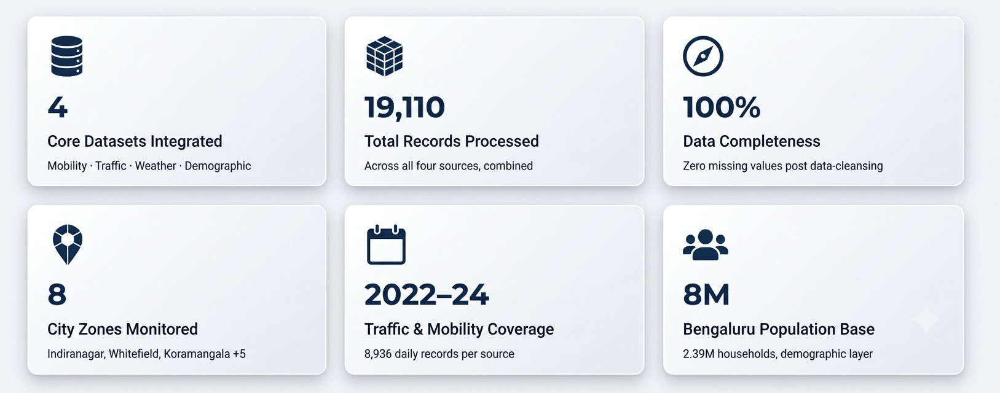 4
Core Datasets Integrated
Mobility · Traffic · Weather · Demographic
19,110
Total Records Processed
Across all four sources, combined
100%
Data Completeness
Zero missing values post data-cleansing
8
City Zones Monitored
Indiranagar, Whitefield, Koramangala +5
2022–24
Traffic & Mobility Coverage
8,936 daily records per source
8M
Bengaluru Population Base
2.39M households, demographic layer